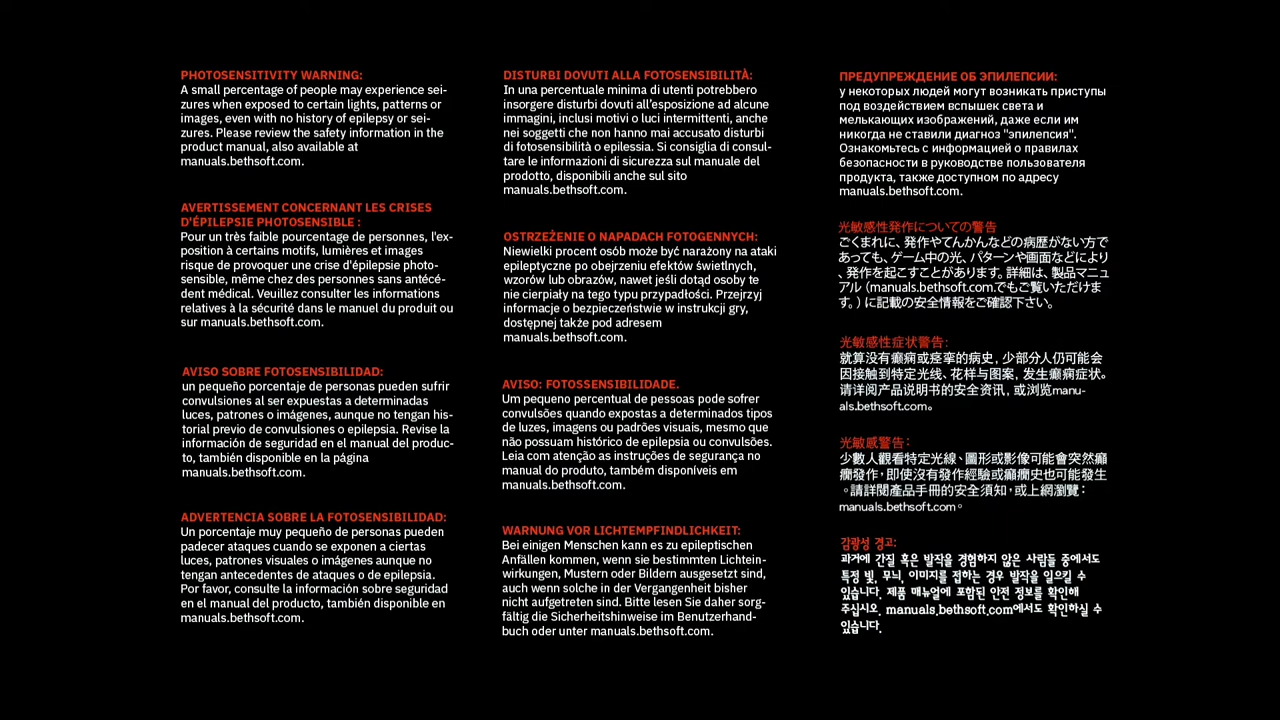 PHOTOSENSITIVITY WARNING:
A small percentage of people may experience sei-
zures when exposed to certain lights, patterns or
images, even with no history of epilepsy or sei-
zures. Please review the safety information in the
product manual, also available at
manuals.bethsoft.com.
AVERTISSEMENT CONCERNANT LES CRISES
D'ÉPILEPSIE PHOTOSENSIBLE :
Pour un très faible pourcentage de personnes, l'ex-
position à certains motifs, lumières et images
risque de provoquer une crise d'épilepsie photo-
sensible, même chez des personnes sans antécé-
dent médical. Veuillez consulter les informations
relatives à la sécurité dans le manuel du produit ou
sur manuals.bethsoft.com.
AVISO SOBRE FOTOSENSIBILIDAD:
un pequeño porcentaje de personas pueden sufrir
convulsiones al ser expuestas a determinadas
luces, patrones o imágenes, aunque no tengan his-
torial previo de convulsiones o epilepsia. Revise la
información de seguridad en el manual del produc-
to, también disponible en la página
manuals.bethsoft.com.
ADVERTENCIA SOBRE LA FOTOSENSIBILIDAD:
Un porcentaje muy pequeño de personas pueden
padecer ataques cuando se exponen a ciertas
luces, patrones visuales o imágenes aunque no
tengan antecedentes de ataques o de epilepsia.
Por favor, consulte la información sobre seguridad
en el manual del producto, también disponible en
manuals.bethsoft.com.
DISTURBI DOVUTI ALLA FOTOSENSIBILITÀ:
In una percentuale minima di utenti potrebbero
insorgere disturbi dovuti all'esposizione ad alcune
immagini, inclusi motivi o luci intermittenti, anche
nei soggetti che non hanno mai accusato disturbi
di fotosensibilità o epilessia. Si consiglia di consul-
tare le informazioni di sicurezza sul manuale del
prodotto, disponibili anche sul sito
manuals.bethsoft.com.
OSTRZEŻENIE O NAPADACH FOTOGENNYCH:
Niewielki procent osób może być narażony na ataki
epileptyczne po obejrzeniu efektów świetlnych,
wzorów lub obrazów, nawet jeśli dotąd osoby te
nie cierpiały na tego typu przypadłości. Przejrzyj
informacje o bezpieczeństwie w instrukcji gry,
dostępnej także pod adresem
manuals.bethsoft.com.
AVISO: FOTOSSENSIBILIDADE.
Um pequeno percentual de pessoas pode sofrer
convulsões quando expostas a determinados tipos
de luzes, imagens ou padrões visuais, mesmo que
não possuam histórico de epilepsia ou convulsões.
Leia com atenção as instruções de segurança no
manual do produto, também disponíveis em
manuals.bethsoft.com.
WARNUNG VOR LICHTEMPFINDLICHKEIT:
Bei einigen Menschen kann es zu epileptischen
Anfällen kommen, wenn sie bestimmten Lichtein-
wirkungen, Mustern oder Bildern ausgesetzt sind,
auch wenn solche in der Vergangenheit bisher
nicht aufgetreten sind. Bitte lesen Sie daher sorg-
fältig die Sicherheitshinweise im Benutzerhand-
buch oder unter manuals.bethsoft.com.
ПРЕДУПРЕЖДЕНИЕ ОБ ЭПИЛЕПСИИ:
у некоторых людей могут возникать приступы
под воздействием вспышек света и
мелькающих изображений, даже если им
никогда не ставили диагноз "эпилепсия".
Ознакомьтесь с информацией о правилах
безопасности в руководстве пользователя
продукта, также доступном по адресу
manuals.bethsoft.com.
光敏感性発作についての警告
ごくまれに、発作やてんかんなどの病歴がない方で
あっても、ゲーム中の光、パターンや画面などにより
、発作を起こすことがあります。詳細は、製品マニュ
アル（manuals.bethsoft.comでもご覧いただけま
す。）に記載の安全情報をご確認下さい。
光敏感性症状警告：
就算没有癫痫或痉挛的病史，少部分人仍可能会
因接触到特定光线、花样与图案，发生癫痫症状。
请详阅产品说明书的安全资讯，或浏览manu-
als.bethsoft.com。
光敏感警告：
少數人觀看特定光線、圖形或影像可能會突然癲
癇發作，即使沒有發作經驗或癲癇史也可能發生
。請詳閱產品手冊的安全須知，或上網瀏覽：
manuals.bethsoft.com。
감광성 경고:
과거에 간질 혹은 발작을 경험하지 않은 사람들 중에서도
특정 빛, 무늬, 이미지를 접하는 경우 발작을 일으킬 수
있습니다. 제품 매뉴얼에 포함된 안전 정보를 확인해
주십시오. manuals.bethsoft.com에서도 확인하실 수
있습니다.